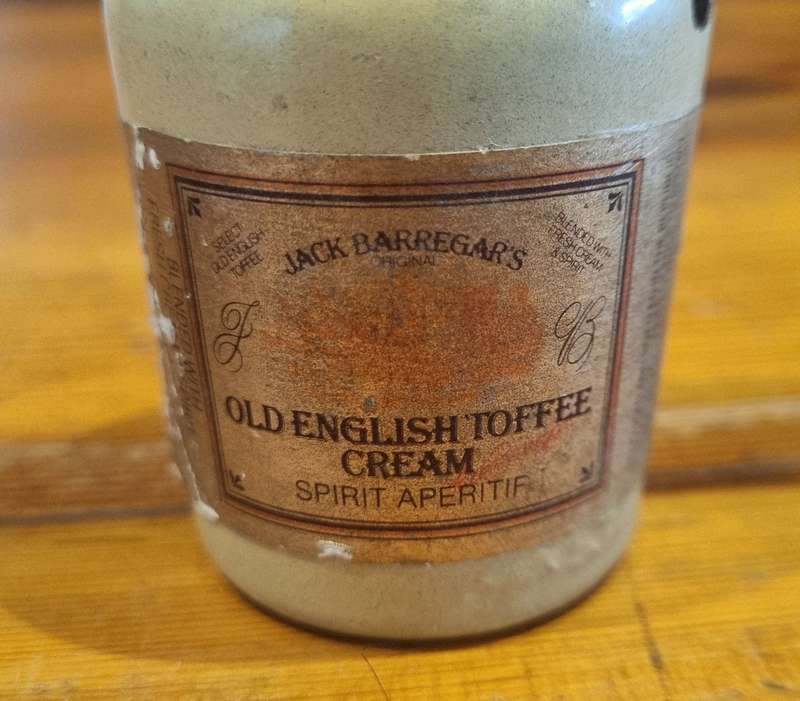 SELECT
OLD ENGLISH
TOFFEE
JACK BARREGAR'S
ORIGINAL
BLENDED WITH
FRESH CREAM
& SPIRIT
J
B
OLD ENGLISH TOFFEE
CREAM
SPIRIT APERITIF